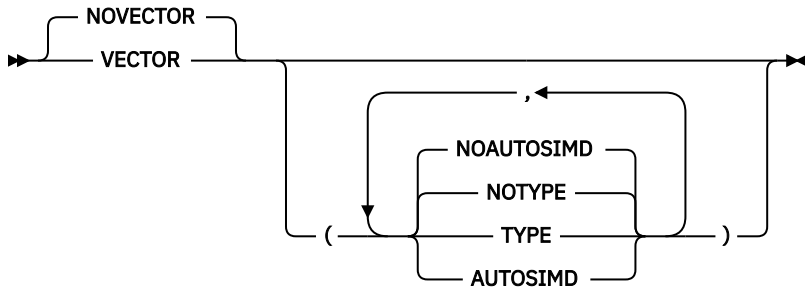 NOVECTOR
VECTOR
,
NOAUTOSIMD
NOTYPE
( TYPE )
AUTOSIMD